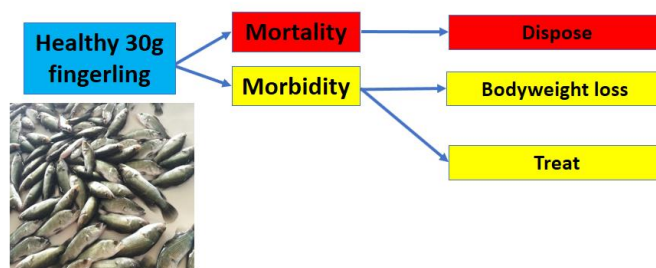 Healthy 30g
fingerling
Mortality
Dispose
Morbidity
Bodyweight loss
Treat